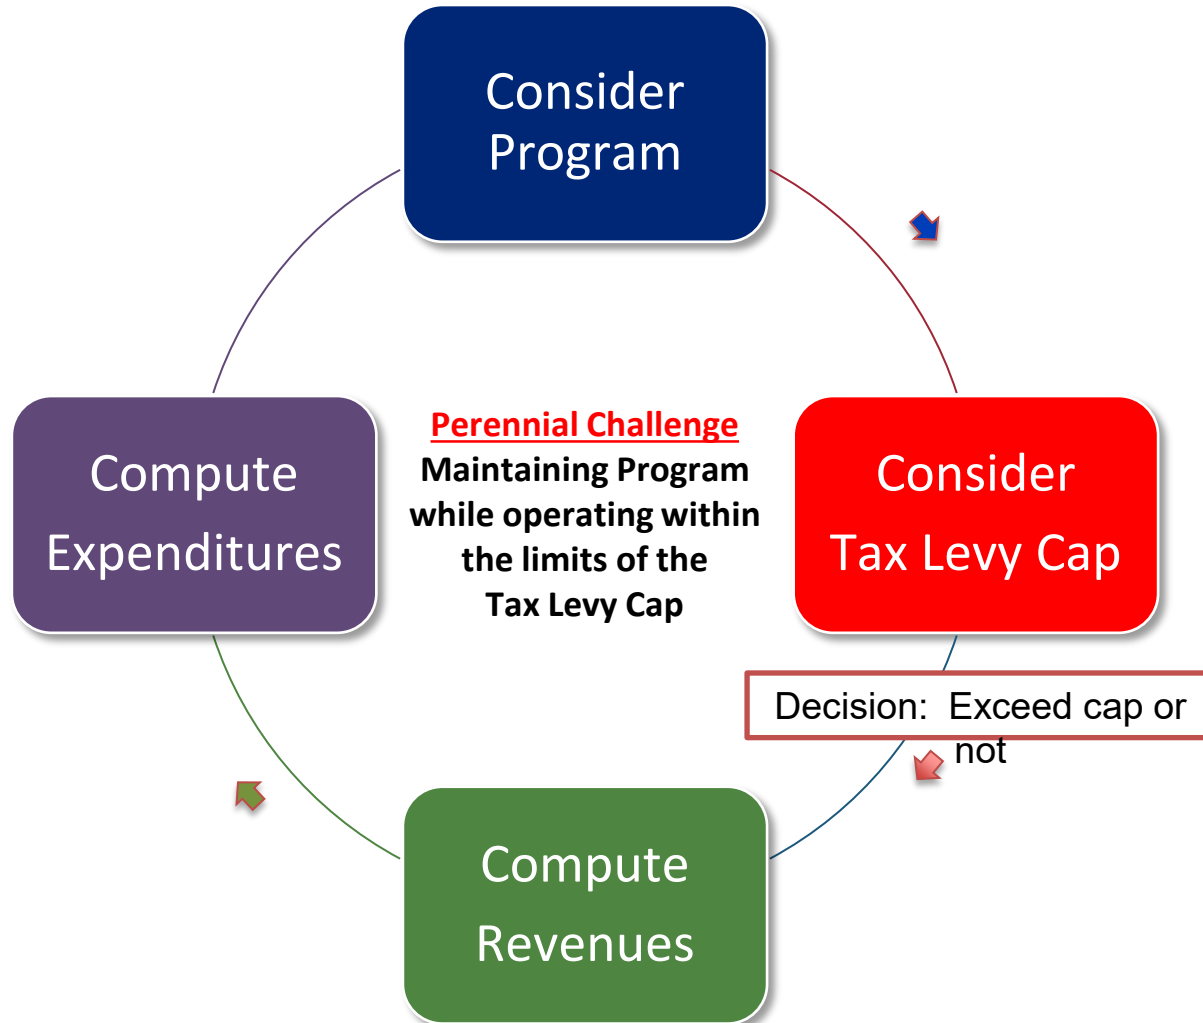 Consider
Program
Perennial Challenge
Maintaining Program
while operating within
the limits of the
Tax Levy Cap
Compute
Expenditures
Consider
Tax Levy Cap
Decision:  Exceed cap or
not
Compute
Revenues